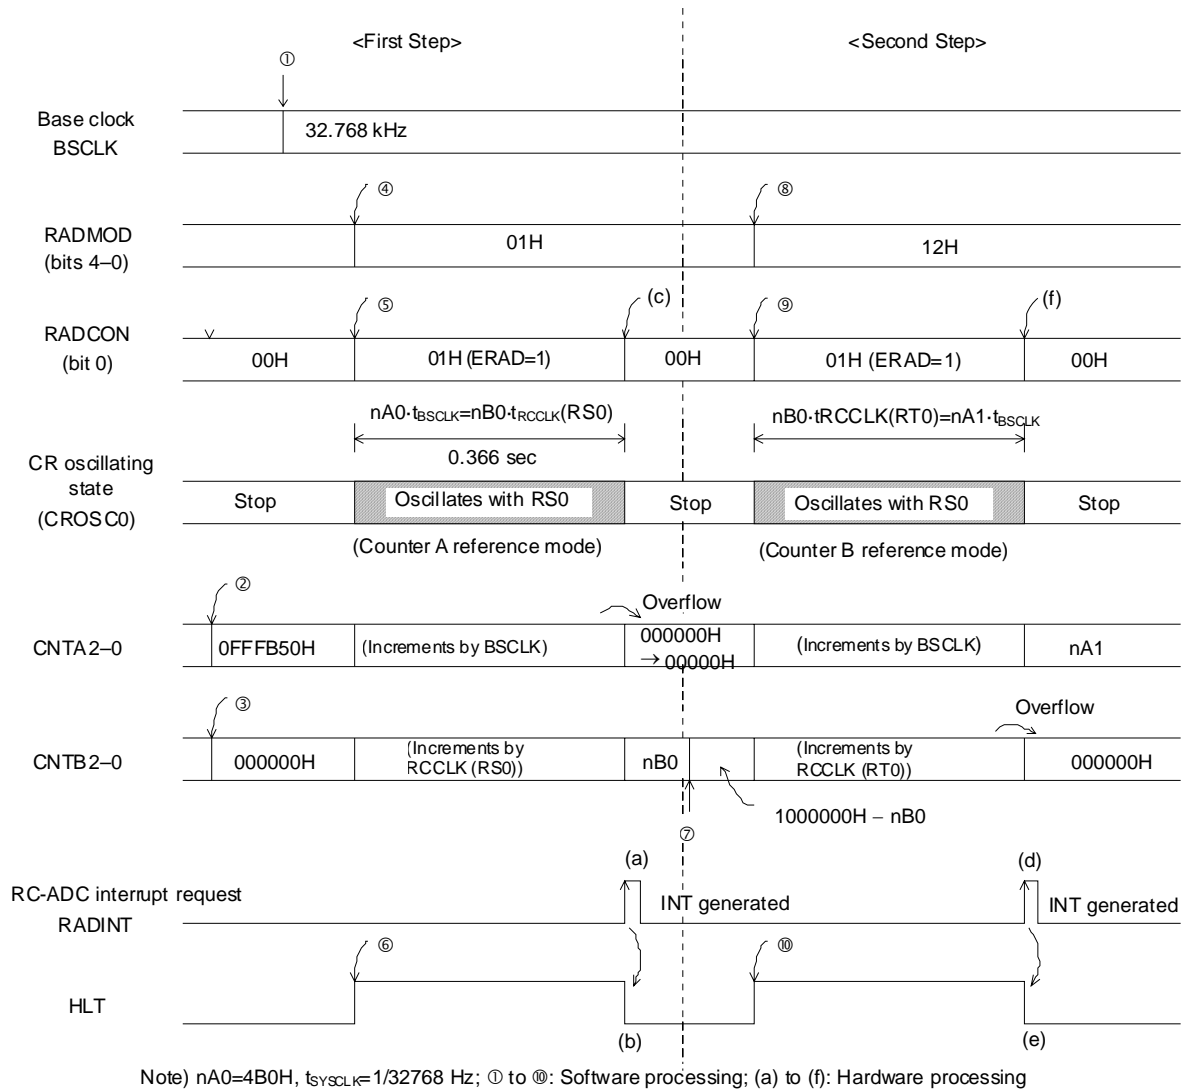 <First Step>
<Second Step>
①
Base clock
BSCLK
32.768 kHz
④
⑧
RADMOD
(bits 4–0)
01H
12H
⑤
(c)
⑨
(f)
RADCON
(bit 0)
00H
01H (ERAD=1)
00H
01H (ERAD=1)
00H
nA0·tBSCLK=nB0·tRCCLK(RS0)
nB0·tRCCLK(RT0)=nA1·tBSCLK
0.366 sec
CR oscillating
state
(CROSC0)
Stop
Oscillates with RS0
Stop
Oscillates with RS0
Stop
(Counter A reference mode)
(Counter B reference mode)
②
Overflow
CNTA2–0
0FFFB50H
(Increments by BSCLK)
000000H
→ 00000H
(Increments by BSCLK)
nA1
③
Overflow
CNTB2–0
000000H
(Increments by
RCCLK (RS0))
nB0
(Increments by
RCCLK (RT0))
000000H
1000000H – nB0
⑦
(a)
(d)
RC-ADC interrupt request
RADINT
INT generated
INT generated
⑥
⑩
HLT
(b)
(e)
Note) nA0=4B0H, tSYSCLK=1/32768 Hz; ① to ⑩: Software processing; (a) to (f): Hardware processing